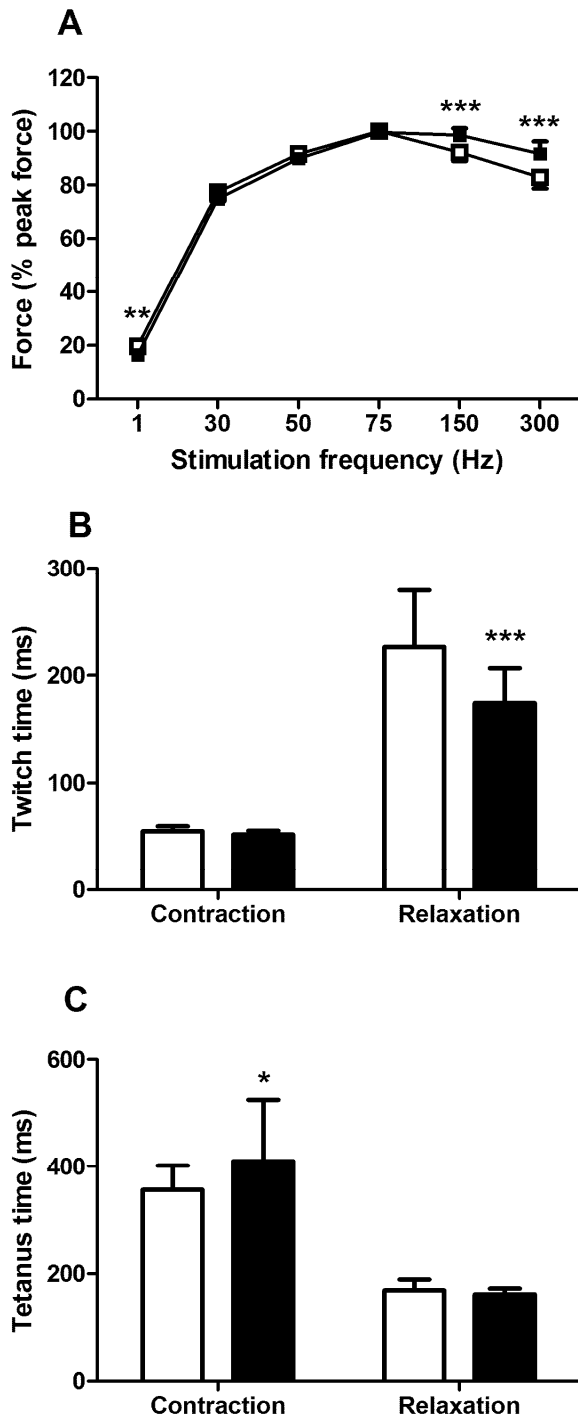 A
Force (% peak force)
120
100
80
60
40
20
0
**
***
***
1 30 50 75 150 300
Stimulation frequency (Hz)
B
Twitch time (ms)
300
200
100
0
***
Contraction Relaxation
C
Tetanus time (ms)
600
400
200
0
*
Contraction Relaxation